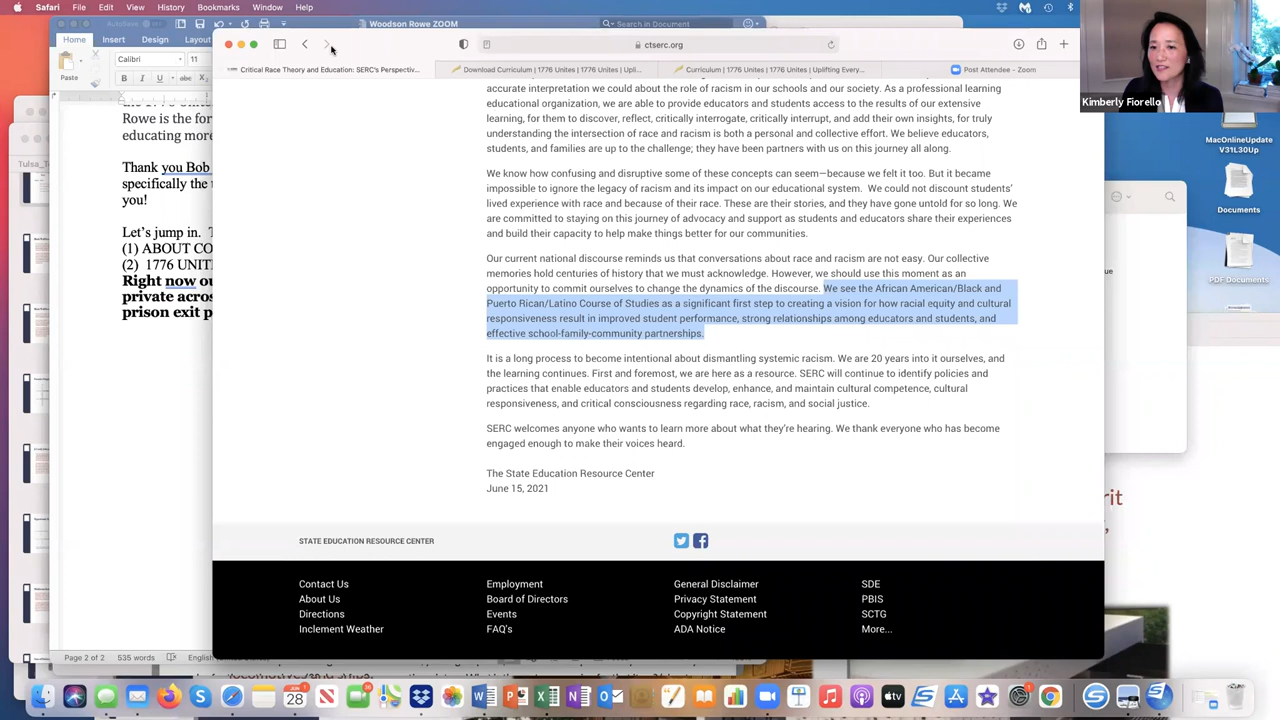 History
Bookmarks
Window
Help
AutoSave
Woodson Rowe ZOOM
Search in Document
Home
Insert
Design
Calibri
11
Paste
the 1776 Unit
Rowe is the for
educating more
Thank you Bob
specifically the t
you!
Let's jump in. T
(1) ABOUT CO
(2) 1776 UNIT
Right now ou
private acros
prison exit p
Tulsa_
Page 2 of 2
535 words
English
ctserc.org
Critical Race Theory and Education: SERC's Perspectiv...
Download Curriculum | 1776 Unites | 1776 Unites | Upli...
Curriculum | 1776 Unites | 1776 Unites | Uplifting Every...
Post Attendee - Zoom
accurate interpretation we could about the role of racism in our schools and our society. As a professional learning
educational organization, we are able to provide educators and students access to the results of our extensive
learning, for them to discover, reflect, critically interrogate, critically interrupt, and add their own insights, for truly
understanding the intersection of race and racism is both a personal and collective effort. We believe educators,
students, and families are up to the challenge; they have been partners with us on this journey all along.
We know how confusing and disruptive some of these concepts can seem—because we felt it too. But it became
impossible to ignore the legacy of racism and its impact on our educational system. We could not discount students'
lived experience with race and because of their race. These are their stories, and they have gone untold for so long. We
are committed to staying on this journey of advocacy and support as students and educators share their experiences
and build their capacity to help make things better for our communities.
Our current national discourse reminds us that conversations about race and racism are not easy. Our collective
memories hold centuries of history that we must acknowledge. However, we should use this moment as an
opportunity to commit ourselves to change the dynamics of the discourse. We see the African American/Black and
Puerto Rican/Latino Course of Studies as a significant first step to creating a vision for how racial equity and cultural
responsiveness result in improved student performance, strong relationships among educators and students, and
effective school-family-community partnerships.
It is a long process to become intentional about dismantling systemic racism. We are 20 years into it ourselves, and
the learning continues. First and foremost, we are here as a resource. SERC will continue to identify policies and
practices that enable educators and students develop, enhance, and maintain cultural competence, cultural
responsiveness, and critical consciousness regarding race, racism, and social justice.
SERC welcomes anyone who wants to learn more about what they're hearing. We thank everyone who has become
engaged enough to make their voices heard.
The State Education Resource Center
June 15, 2021
STATE EDUCATION RESOURCE CENTER
Contact Us
About Us
Directions
Inclement Weather
Employment
Board of Directors
Events
FAQ's
General Disclaimer
Privacy Statement
Copyright Statement
ADA Notice
SDE
PBIS
SCTG
More...
Kimberly Fiorello
MacOnlineUpdate
V31L30Up
Documents
PDF Documents
28